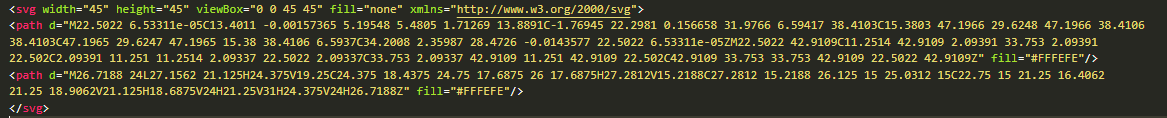 <svg width="45" height="45" viewBox="0 0 45 45" fill="none" xmlns="http://www.w3.org/2000/svg">
<path d="M22.5022 6.53311e-05C13.4011 -0.00157365 5.19548 5.4805 1.71269 13.8891C-1.76945 22.2981 0.156658 31.9766 6.59417 38.4103C15.3803 47.1966 29.6248 47.1966 38.4106
38.4103C47.1965 29.6247 47.1965 15.38 38.4106 6.5937C34.2008 2.35987 28.4726 -0.0143577 22.5022 6.53311e-05ZM22.5022 42.9109C11.2514 42.9109 2.09391 33.753 2.09391
22.502C2.09391 11.251 11.2514 2.09337 22.5022 2.09337C33.753 2.09337 42.9109 11.251 42.9109 22.502C42.9109 33.753 33.753 42.9109 22.5022 42.9109Z" fill="#FFFEFE"/>
<path d="M26.7188 24L27.1562 21.125H24.375V19.25C24.375 18.4375 24.75 17.6875 26 17.6875H27.2812V15.2188C27.2812 15.2188 26.125 15 25.0312 15C22.75 15 21.25 16.4062
21.25 18.9062V21.125H18.6875V24H21.25V31H24.375V24H26.7188Z" fill="#FFFEFE"/>
</svg>